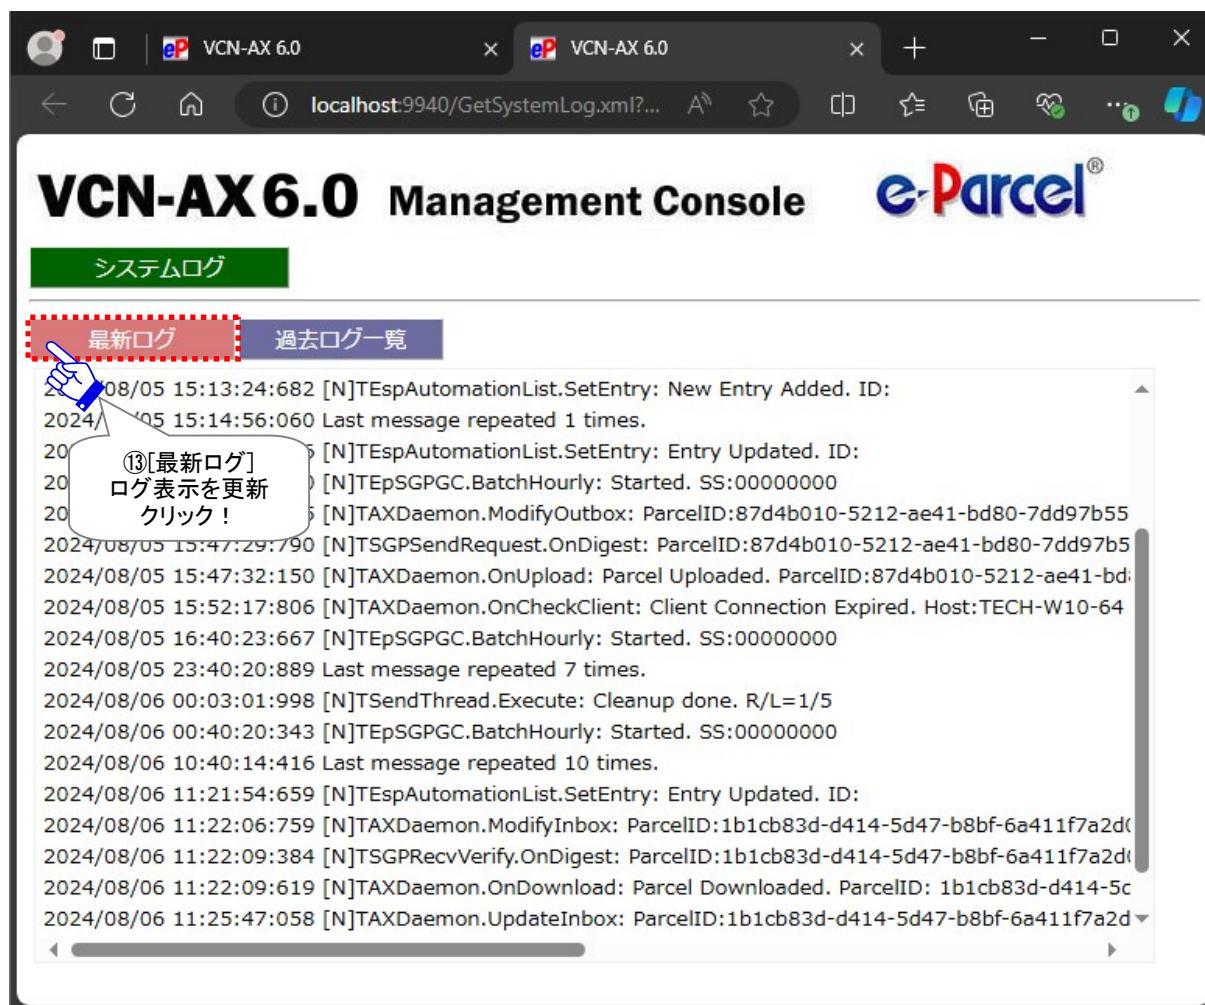 VCN-AX 6.0
VCN-AX 6.0
localhost:9940/GetSystemLog.xml?...
VCN-AX 6.0 Management Console e-Parcel®
システムログ
最新ログ 過去ログ一覧
08/05 15:13:24:682 [N]TEspAutomationList.SetEntry: New Entry Added. ID:
2024/ 05 15:14:56:060 Last message repeated 1 times.
[N]TEspAutomationList.SetEntry: Entry Updated. ID:
[N]TEpSGPGC.BatchHourly: Started. SS:00000000
[N]TAXDaemon.ModifyOutbox: ParcelID:87d4b010-5212-ae41-bd80-7dd97b55
⑬[最新ログ]
ログ表示を更新
クリック！
2024/08/05 15:47:29:790 [N]TSGPSendRequest.OnDigest: ParcelID:87d4b010-5212-ae41-bd80-7dd97b5
2024/08/05 15:47:32:150 [N]TAXDaemon.OnUpload: Parcel Uploaded. ParcelID:87d4b010-5212-ae41-bd
2024/08/05 15:52:17:806 [N]TAXDaemon.OnCheckClient: Client Connection Expired. Host:TECH-W10-64
2024/08/05 16:40:23:667 [N]TEpSGPGC.BatchHourly: Started. SS:00000000
2024/08/05 23:40:20:889 Last message repeated 7 times.
2024/08/06 00:03:01:998 [N]TSendThread.Execute: Cleanup done. R/L=1/5
2024/08/06 00:40:20:343 [N]TEpSGPGC.BatchHourly: Started. SS:00000000
2024/08/06 10:40:14:416 Last message repeated 10 times.
2024/08/06 11:21:54:659 [N]TEspAutomationList.SetEntry: Entry Updated. ID:
2024/08/06 11:22:06:759 [N]TAXDaemon.ModifyInbox: ParcelID:1b1cb83d-d414-5d47-b8bf-6a411f7a2d
2024/08/06 11:22:09:384 [N]TSGPRecvVerify.OnDigest: ParcelID:1b1cb83d-d414-5d47-b8bf-6a411f7a2d
2024/08/06 11:22:09:619 [N]TAXDaemon.OnDownload: Parcel Downloaded. ParcelID: 1b1cb83d-d414-5c
2024/08/06 11:25:47:058 [N]TAXDaemon.UpdateInbox: ParcelID:1b1cb83d-d414-5d47-b8bf-6a411f7a2d